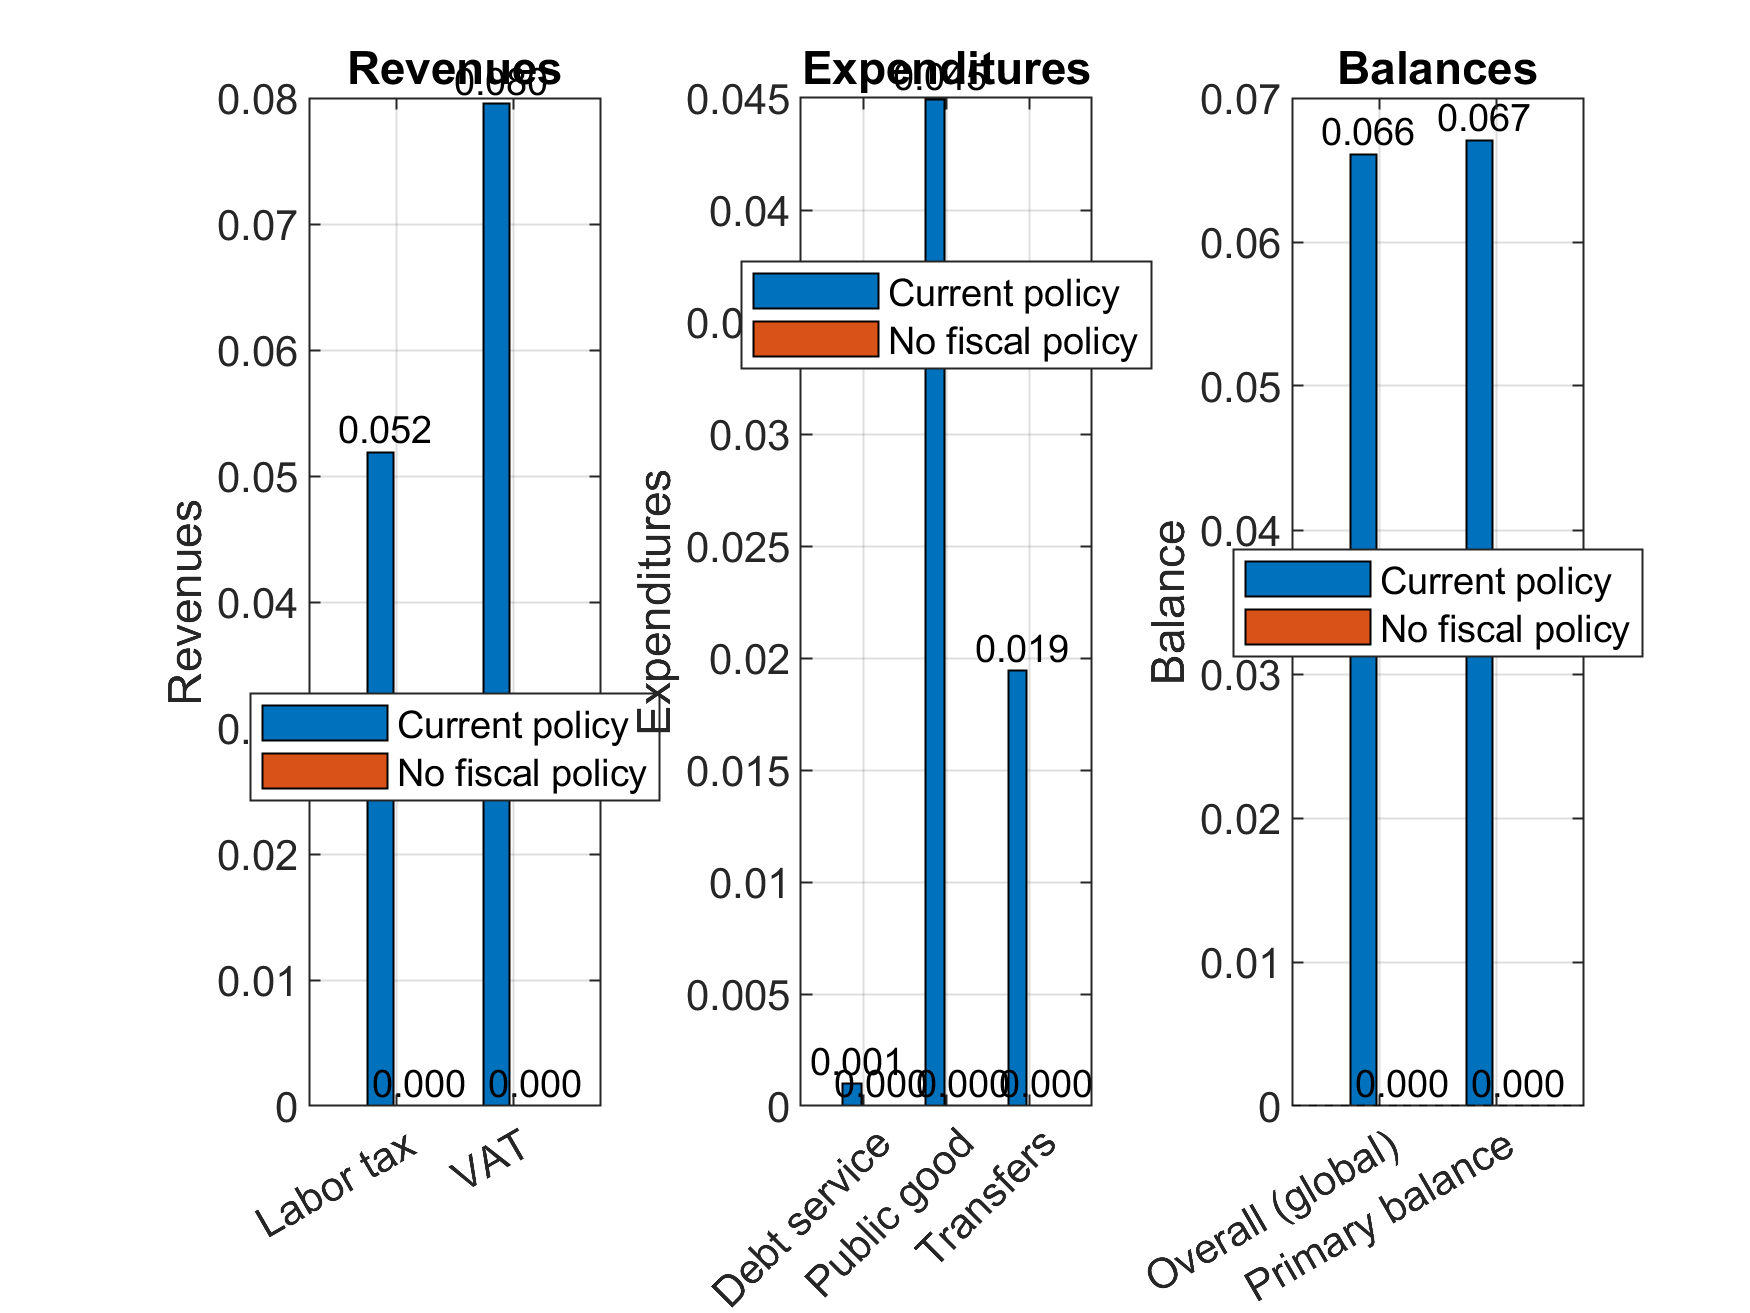 Revenues
0.080
0.08
0.07
0.06
0.05
0.04
0.02
0.01
0
0.052
0.000
0.000
Revenues
Current policy
No fiscal policy
Labor tax
VAT
Expenditures
0.045
0.045
0.04
0.03
0.025
0.02
0.015
0.01
0.005
0
0.001
0.000
0.000
0.019
0.000
Expenditures
Current policy
No fiscal policy
Debt service
Public good
Transfers
Balances
0.07
0.06
0.05
0.04
0.03
0.02
0.01
0
0.066
0.067
0.000
0.000
Balance
Current policy
No fiscal policy
Overall (global)
Primary balance